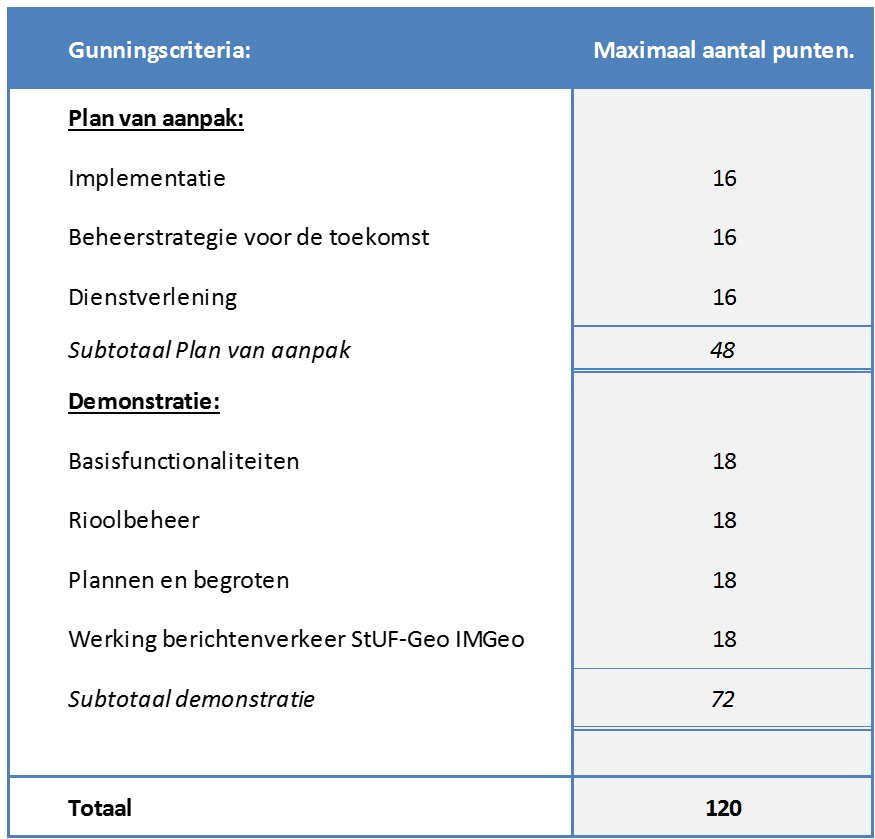 Gunningscriteria: Maximaal aantal punten.
Plan van aanpak:
Implementatie 16
Beheerstrategie voor de toekomst 16
Dienstverlening 16
Subtotaal Plan van aanpak 48
Demonstratie:
Basisfunctionaliteiten 18
Rioolbeheer 18
Plannen en begroten 18
Werking berichtenverkeer StUF-Geo IMGeo 18
Subtotaal demonstratie 72
Totaal 120